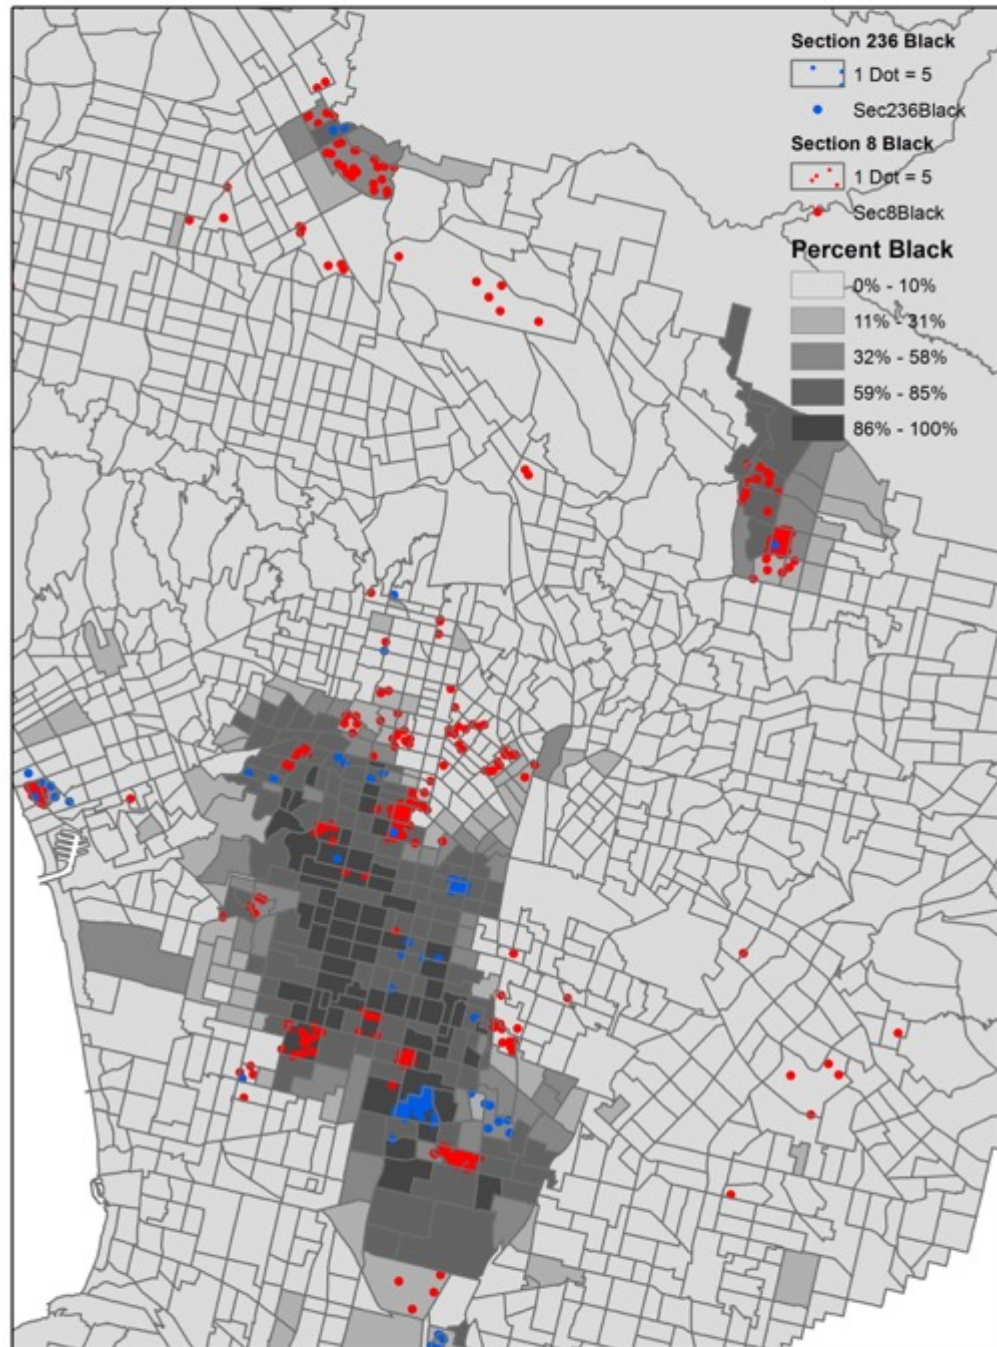 Section 236 Black
1 Dot = 5
Sec236Black
Section 8 Black
1 Dot = 5
Sec8Black
Percent Black
0% - 10%
11% - 31%
32% - 58%
59% - 85%
86% - 100%